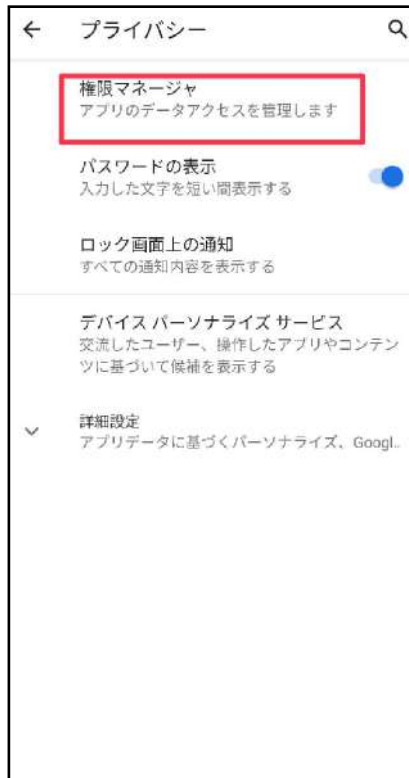 プライバシー
権限マネージャ
アプリのデータアクセスを管理します
パスワードの表示
入力した文字を短い間表示する
ロック画面上の通知
すべての通知内容を表示する
デバイス パーソナライズ サービス
交流したユーザー、操作したアプリやコンテン
ツに基づいて候補を表示する
詳細設定
アプリデータに基づくパーソナライズ、Googl...